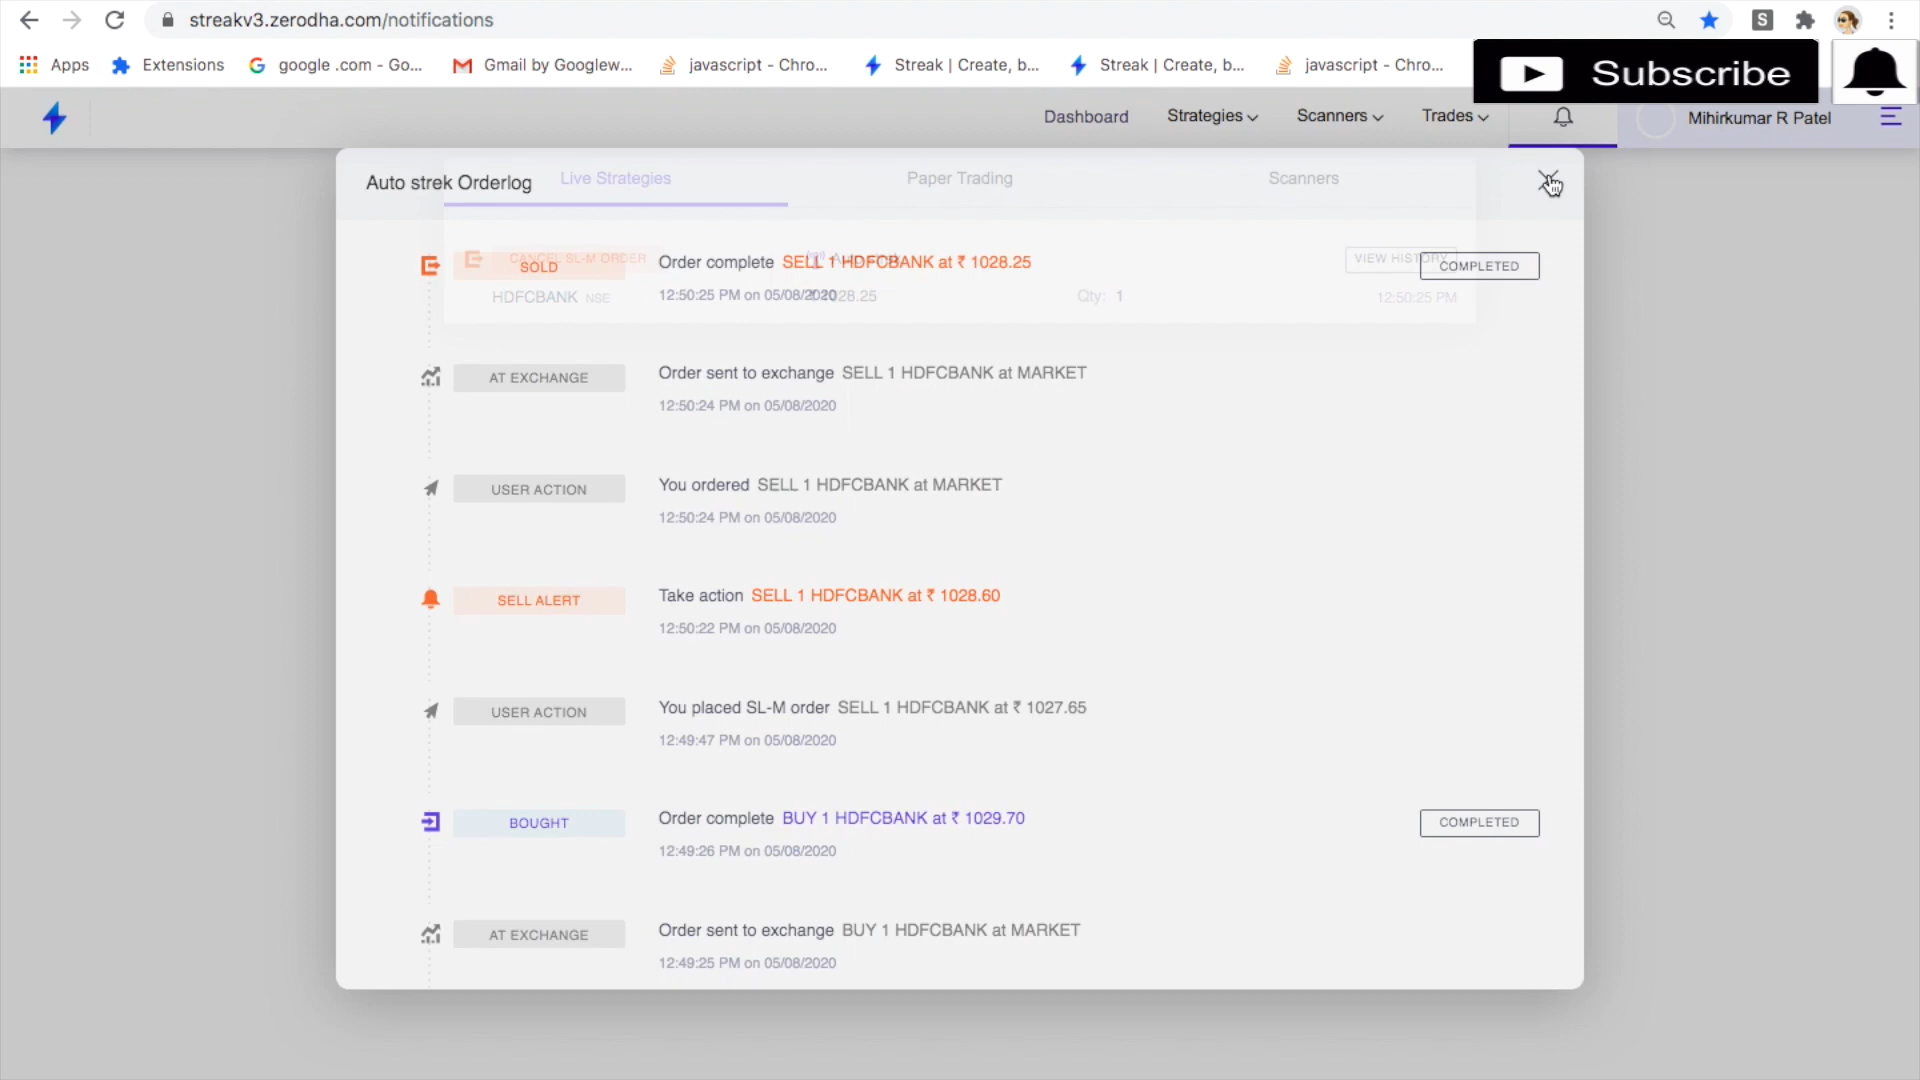 streakv3.zerodha.com/notifications
S
Apps
Extensions
google .com - Go...
Gmail by Googlew...
javascript - Chro...
Streak | Create, b...
Streak | Create, b...
javascript - Chro...
Subscribe
Dashboard
Strategies
Scanners
Trades
Mihirkumar R Patel
Auto strek Orderlog
Live Strategies
Paper Trading
Scanners
CANCEL SL-M ORDER
SOLD
Order complete SELL 1 HDFCBANK at ₹ 1028.25
VIEW HISTORY
COMPLETED
HDFCBANK NSE
12:50:25 PM on 05/08/2020
₹ 1028.25
Qty: 1
12:50:25 PM
AT EXCHANGE
Order sent to exchange SELL 1 HDFCBANK at MARKET
12:50:24 PM on 05/08/2020
USER ACTION
You ordered SELL 1 HDFCBANK at MARKET
12:50:24 PM on 05/08/2020
SELL ALERT
Take action SELL 1 HDFCBANK at ₹ 1028.60
12:50:22 PM on 05/08/2020
USER ACTION
You placed SL-M order SELL 1 HDFCBANK at ₹ 1027.65
12:49:47 PM on 05/08/2020
BOUGHT
Order complete BUY 1 HDFCBANK at ₹ 1029.70
COMPLETED
12:49:26 PM on 05/08/2020
AT EXCHANGE
Order sent to exchange BUY 1 HDFCBANK at MARKET
12:49:25 PM on 05/08/2020